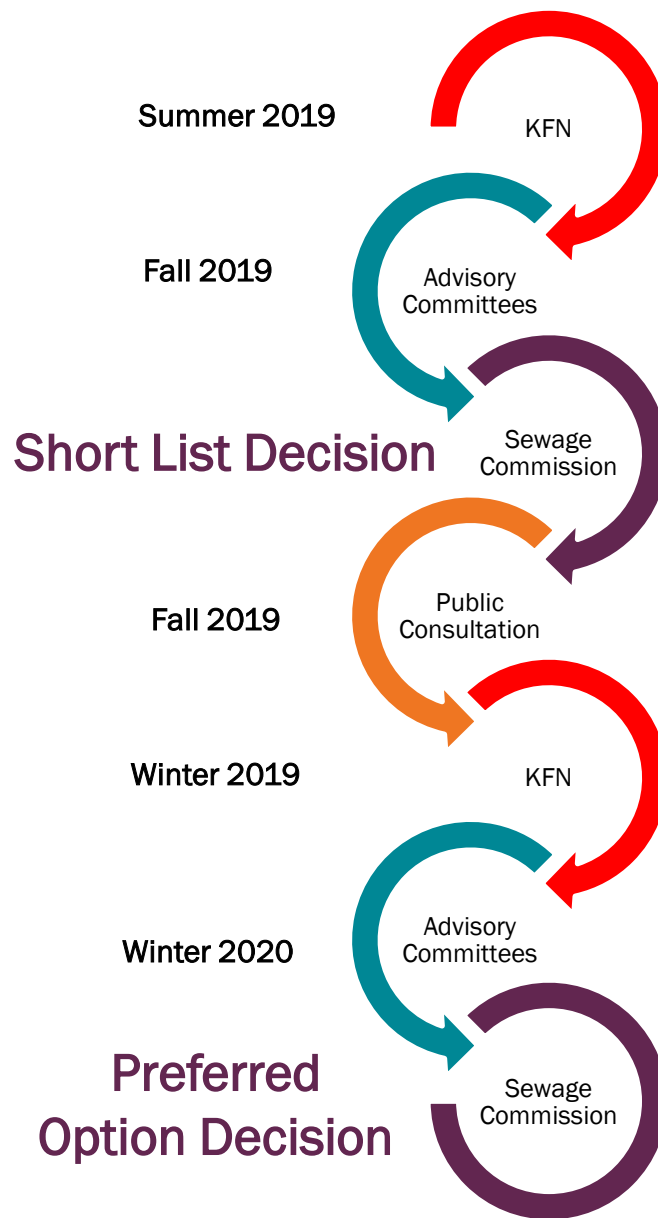 Summer 2019
KFN
Fall 2019
Advisory
Committees
Short List Decision
Sewage
Commission
Fall 2019
Public
Consultation
Winter 2019
KFN
Winter 2020
Advisory
Committees
Preferred
Option Decision
Sewage
Commission